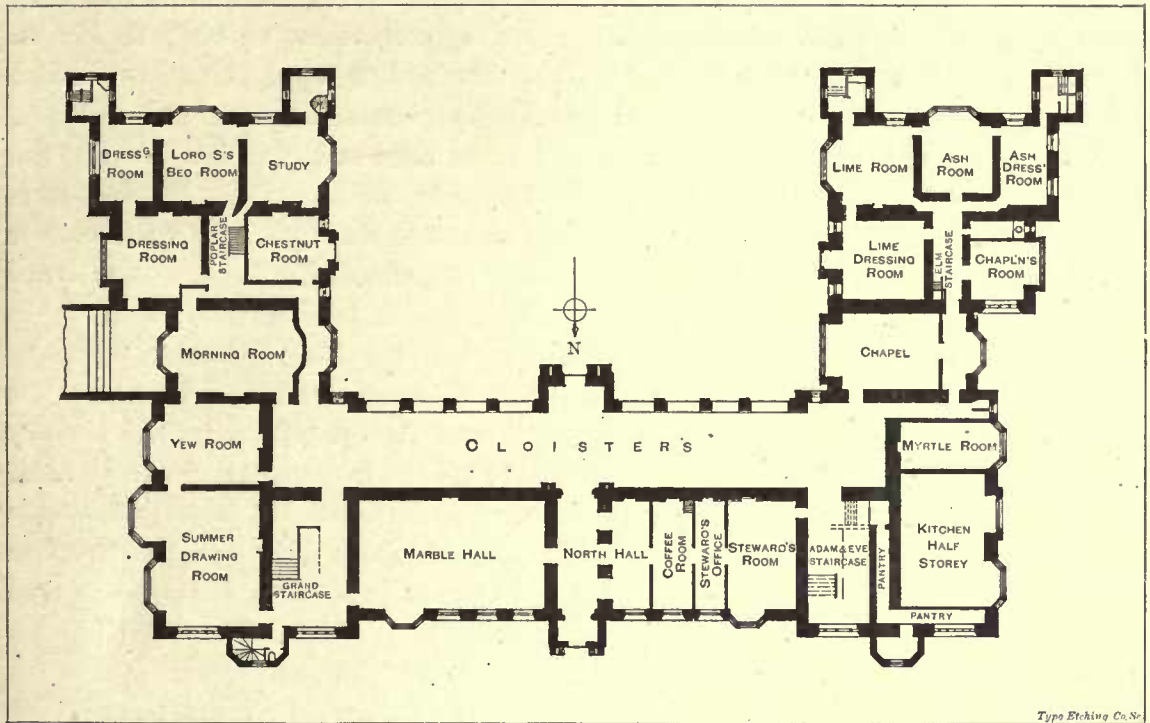 DRESSG.
ROOM
LORD S'S
BED ROOM
STUDY
DRESSING
ROOM
POPLAR
STAIRCASE
CHESTNUT
ROOM
MORNING ROOM
YEW ROOM
SUMMER
DRAWING
ROOM
GRAND
STAIRCASE
MARBLE HALL
CLOISTERS
N
NORTH HALL
COFFEE
ROOM
STEWARD'S
OFFICE
STEWARD'S
ROOM
ADAM & EVE
STAIRCASE
PANTRY
LIME ROOM
ASH
ROOM
ASH
DRESS'
ROOM
LIME
DRESSING
ROOM
ELM
STAIRCASE
CHAPL'N'S
ROOM
CHAPEL
MYRTLE ROOM
KITCHEN
HALF
STOREY
PANTRY
Typo Etching Co. Sc.